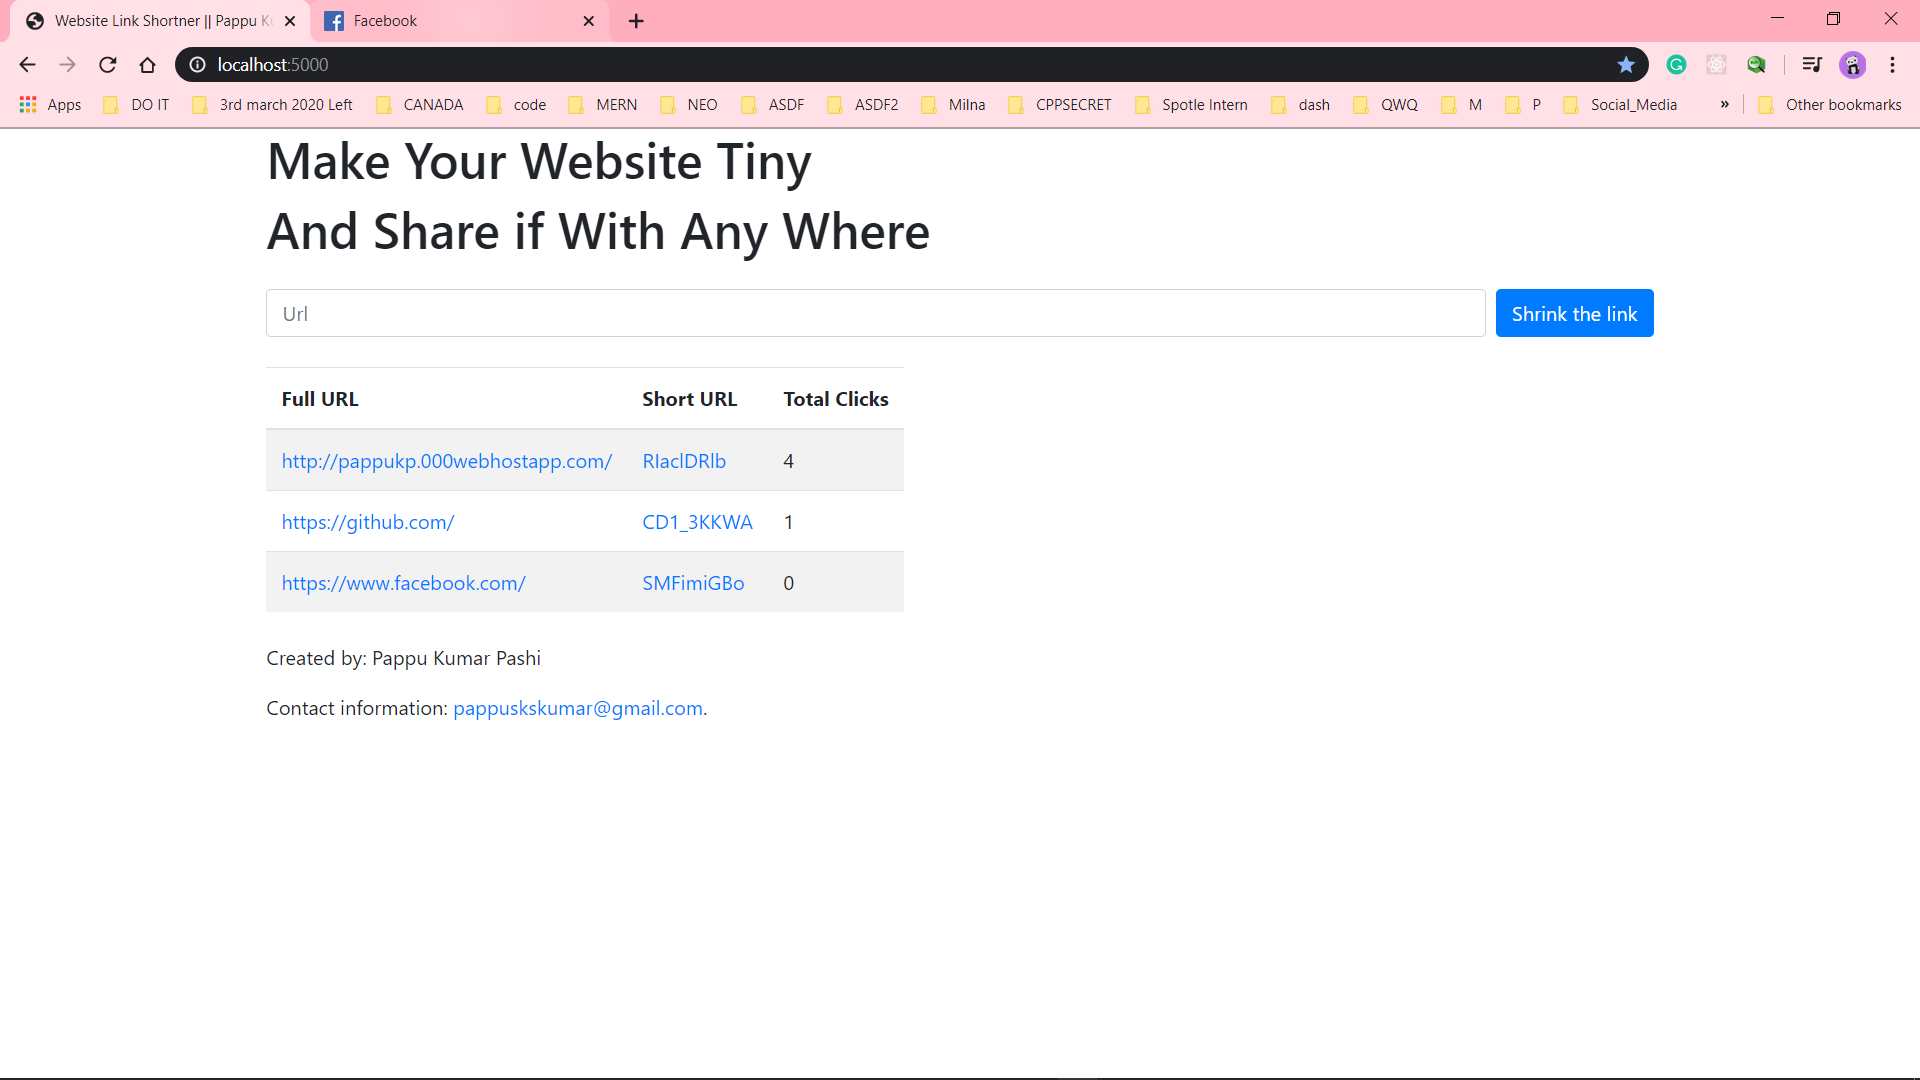 Website Link Shortner || Pappu Ku
Facebook
localhost:5000
Apps DO IT 3rd march 2020 Left CANADA code MERN NEO ASDF ASDF2 Milna CPPSECRET Spotle Intern dash QWQ M P Social_Media » Other bookmarks
Make Your Website Tiny
And Share if With Any Where
Url
Shrink the link
Full URL Short URL Total Clicks
http://pappukp.000webhostapp.com/ RIaclDRlb 4
https://github.com/ CD1_3KKWA 1
https://www.facebook.com/ SMFimiGBo 0
Created by: Pappu Kumar Pashi
Contact information: pappuskskumar@gmail.com.